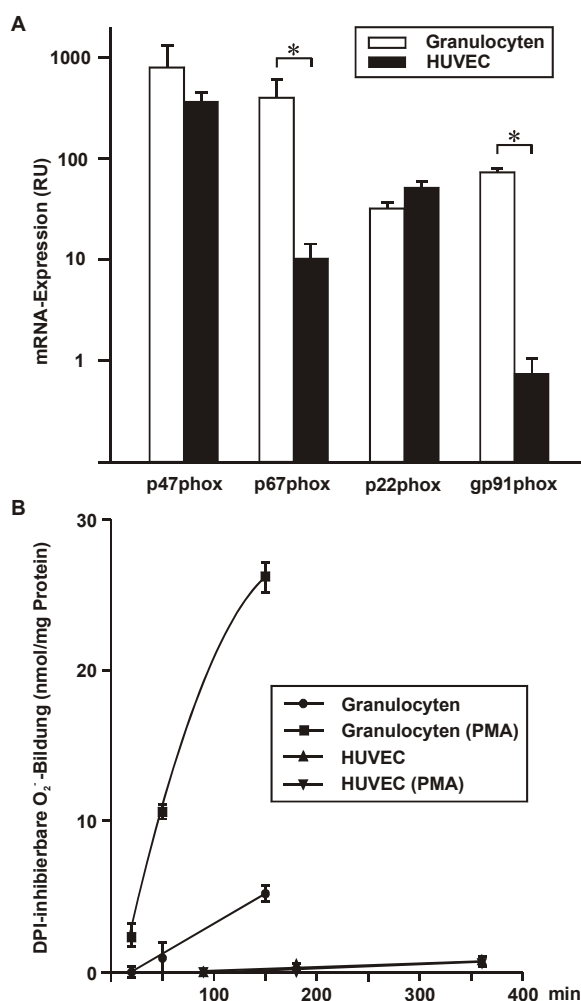 A
Granulocyten
HUVEC
*
*
mRNA-Expression (RU)
1000
100
10
1
p47phox p67phox p22phox gp91phox
B
DPI-inhibierbare O₂⁻-Bildung (nmol/mg Protein)
30
20
10
0
Granulocyten
Granulocyten (PMA)
HUVEC
HUVEC (PMA)
100 200 300 400 min